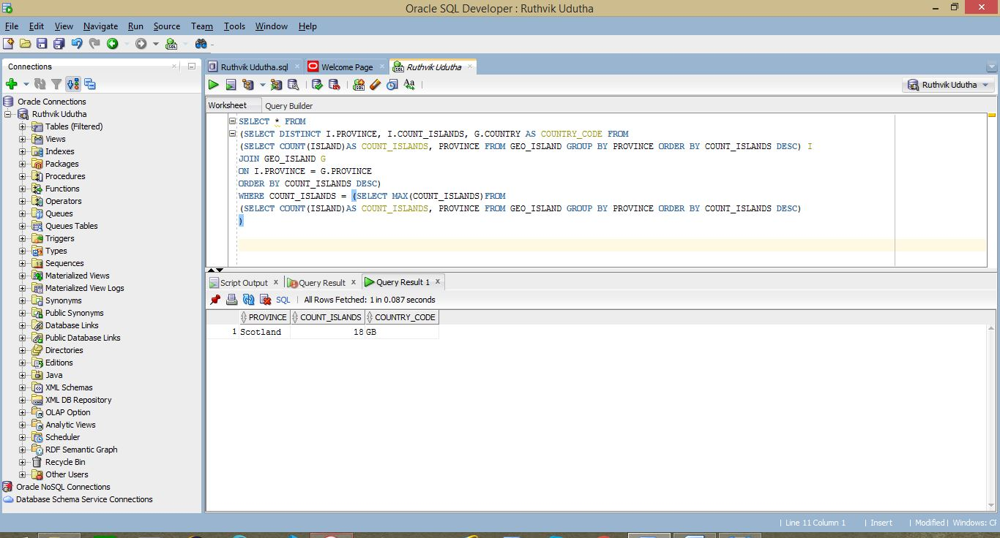 Oracle SQL Developer : Ruthvik Udutha
File Edit View Navigate Run Source Team Tools Window Help
Connections
Oracle Connections
Ruthvik Udutha
Tables (Filtered)
Views
Indexes
Packages
Procedures
Functions
Operators
Queues
Queues Tables
Triggers
Types
Sequences
Materialized Views
Materialized View Logs
Synonyms
Public Synonyms
Database Links
Public Database Links
Directories
Editions
Java
XML Schemas
XML DB Repository
OLAP Option
Analytic Views
Scheduler
RDF Semantic Graph
Recycle Bin
Other Users
Oracle NoSQL Connections
Database Schema Service Connections
Ruthvik Udutha.sql Welcome Page Ruthvik Udutha
Ruthvik Udutha
Worksheet Query Builder
SELECT * FROM
(SELECT DISTINCT I.PROVINCE, I.COUNT_ISLANDS, G.COUNTRY AS COUNTRY_CODE FROM
(SELECT COUNT(ISLAND)AS COUNT_ISLANDS, PROVINCE FROM GEO_ISLAND GROUP BY PROVINCE ORDER BY COUNT_ISLANDS DESC) I
JOIN GEO_ISLAND G
ON I.PROVINCE = G.PROVINCE
ORDER BY COUNT_ISLANDS DESC)
WHERE COUNT_ISLANDS = (SELECT MAX(COUNT_ISLANDS)FROM
(SELECT COUNT(ISLAND)AS COUNT_ISLANDS, PROVINCE FROM GEO_ISLAND GROUP BY PROVINCE ORDER BY COUNT_ISLANDS DESC)
)
Script Output Query Result Query Result 1
SQL | All Rows Fetched: 1 in 0.087 seconds
PROVINCE COUNT_ISLANDS COUNTRY_CODE
1 Scotland 18 GB
| Line 11 Column 1 | Insert | Modified | Windows: CF